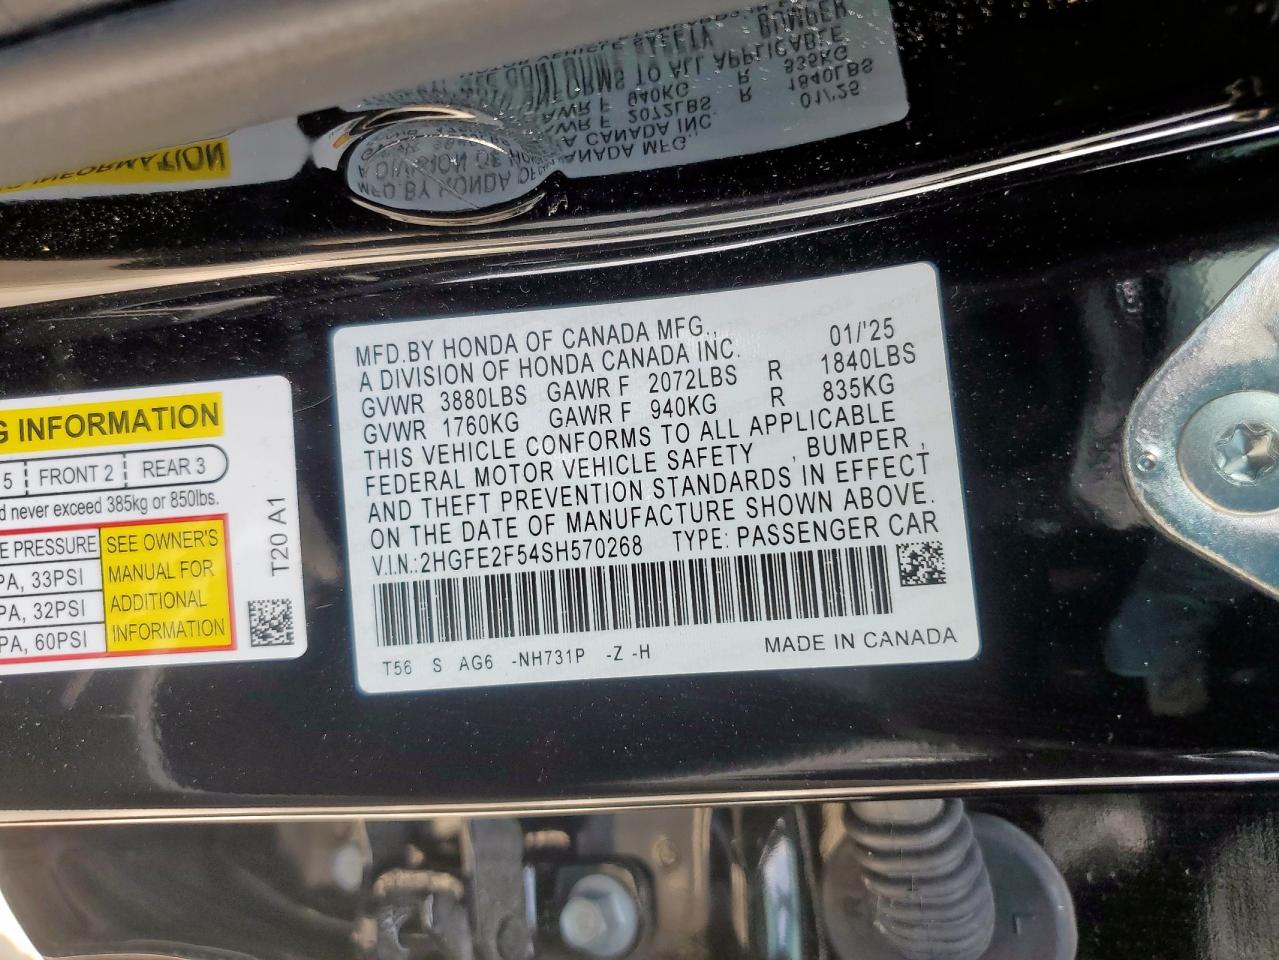 MFD.BY HONDA OF CANADA MFG., 01/'25
A DIVISION OF HONDA CANADA INC.
GVWR 3880LBS GAWR F 2072LBS R 1840LBS
GVWR 1760KG GAWR F 940KG R 835KG
THIS VEHICLE CONFORMS TO ALL APPLICABLE
FEDERAL MOTOR VEHICLE SAFETY , BUMPER ,
AND THEFT PREVENTION STANDARDS IN EFFECT
ON THE DATE OF MANUFACTURE SHOWN ABOVE.
V.I.N.:2HGFE2F54SH570268 TYPE: PASSENGER CAR
T56 S AG6 -NH731P -Z -H MADE IN CANADA
INFORMATION
5 FRONT 2 REAR 3
never exceed 385kg or 850lbs.
PRESSURE SEE OWNER'S
33PSI MANUAL FOR
32PSI ADDITIONAL
60PSI INFORMATION
T20 A1